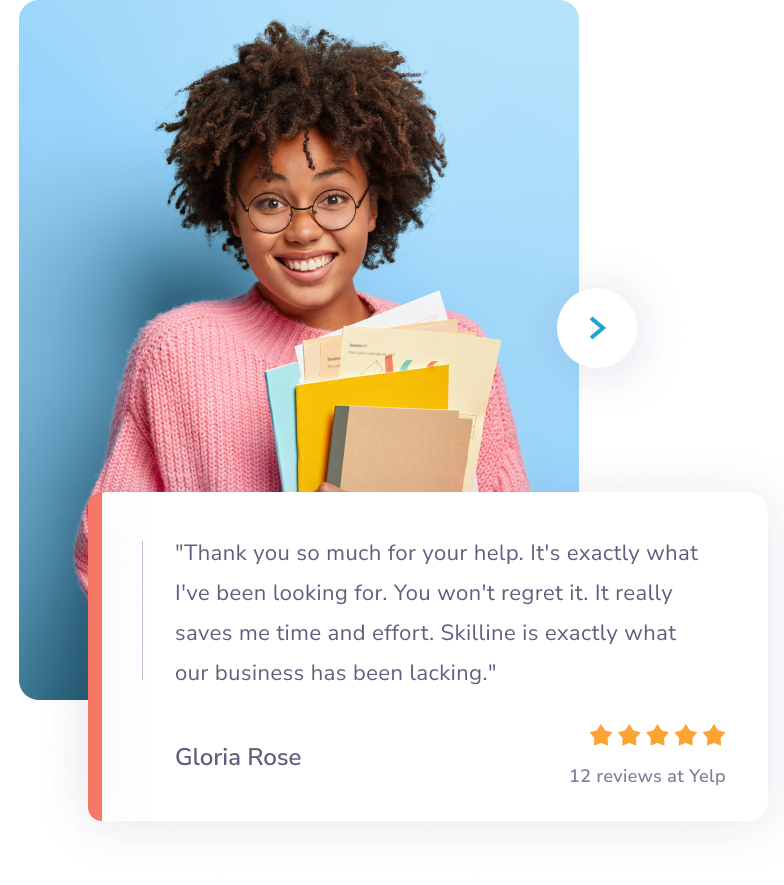 "Thank you so much for your help. It's exactly what
I've been looking for. You won't regret it. It really
saves me time and effort. Skilline is exactly what
our business has been lacking."
Gloria Rose
12 reviews at Yelp